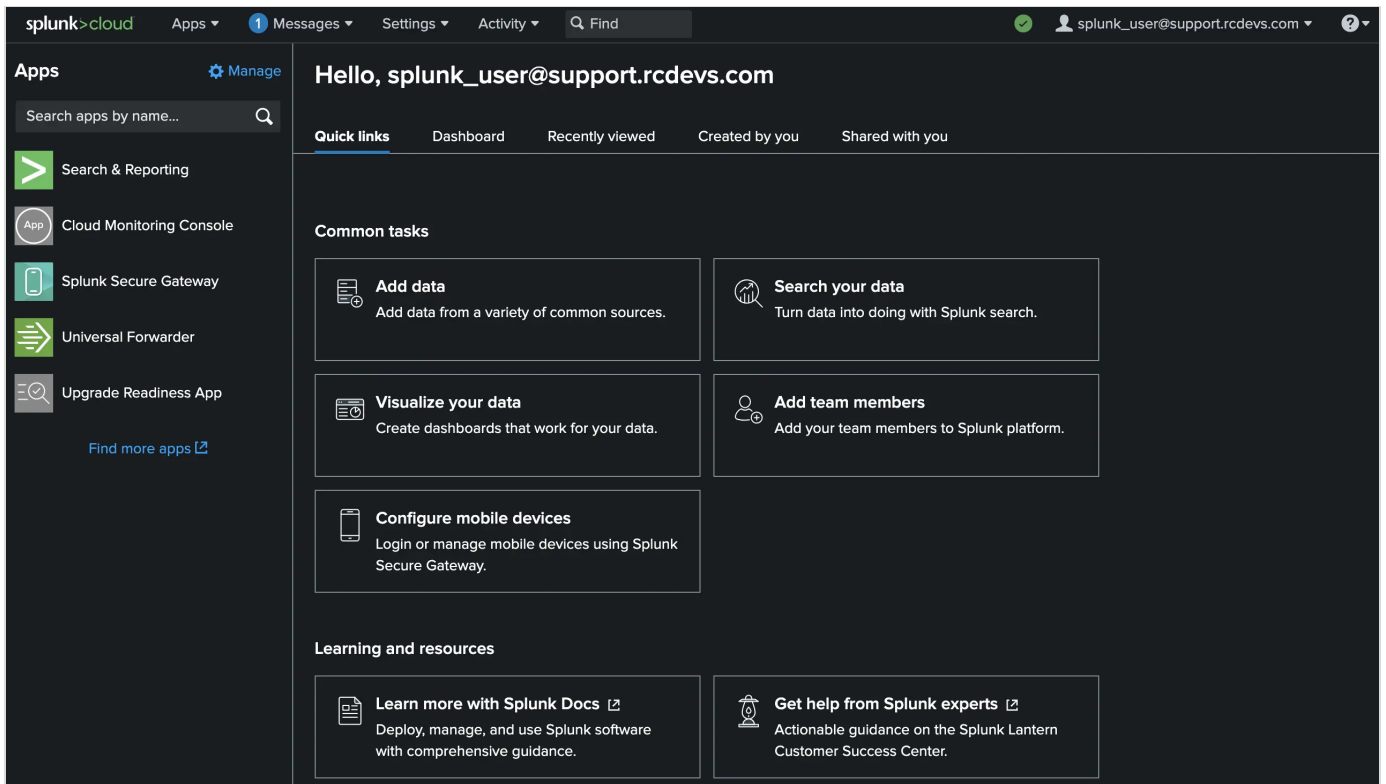 splunk>cloud Apps 1 Messages Settings Activity Find splunk_user@support.rcdevs.com ?
Apps Manage
Search apps by name...
Search & Reporting
App Cloud Monitoring Console
Splunk Secure Gateway
Universal Forwarder
Upgrade Readiness App
Find more apps
Hello, splunk_user@support.rcdevs.com
Quick links Dashboard Recently viewed Created by you Shared with you
Common tasks
Add data
Add data from a variety of common sources.
Search your data
Turn data into doing with Splunk search.
Visualize your data
Create dashboards that work for your data.
Add team members
Add your team members to Splunk platform.
Configure mobile devices
Login or manage mobile devices using Splunk
Secure Gateway.
Learning and resources
Learn more with Splunk Docs
Deploy, manage, and use Splunk software
with comprehensive guidance.
Get help from Splunk experts
Actionable guidance on the Splunk Lantern
Customer Success Center.